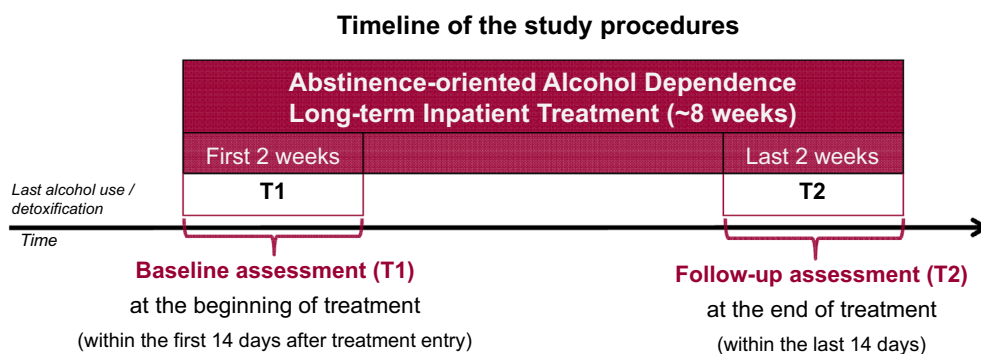 Timeline of the study procedures
Abstinence-oriented Alcohol Dependence
Long-term Inpatient Treatment (~8 weeks)
First 2 weeks
Last 2 weeks
Last alcohol use /
detoxification
T1
T2
Time
Baseline assessment (T1)
at the beginning of treatment
(within the first 14 days after treatment entry)
Follow-up assessment (T2)
at the end of treatment
(within the last 14 days)